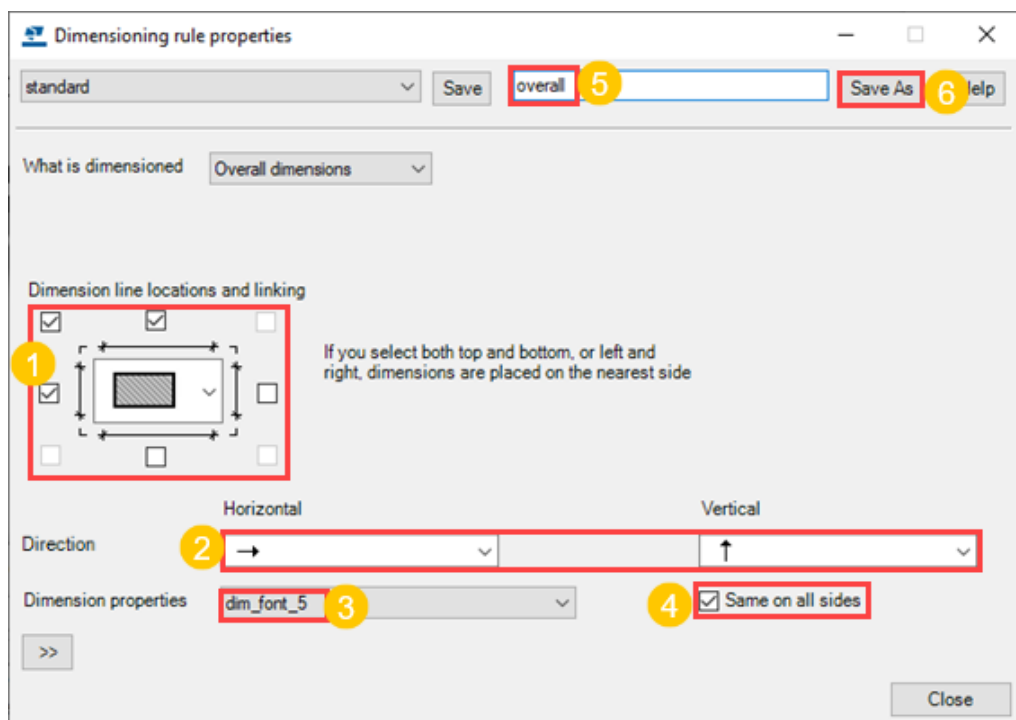 Dimensioning rule properties
standard Save overall 5 Save As 6 elp
What is dimensioned Overall dimensions
Dimension line locations and linking
1
If you select both top and bottom, or left and
right, dimensions are placed on the nearest side
Horizontal Vertical
Direction 2
Dimension properties dim_font_5 3 4 Same on all sides
>>
Close